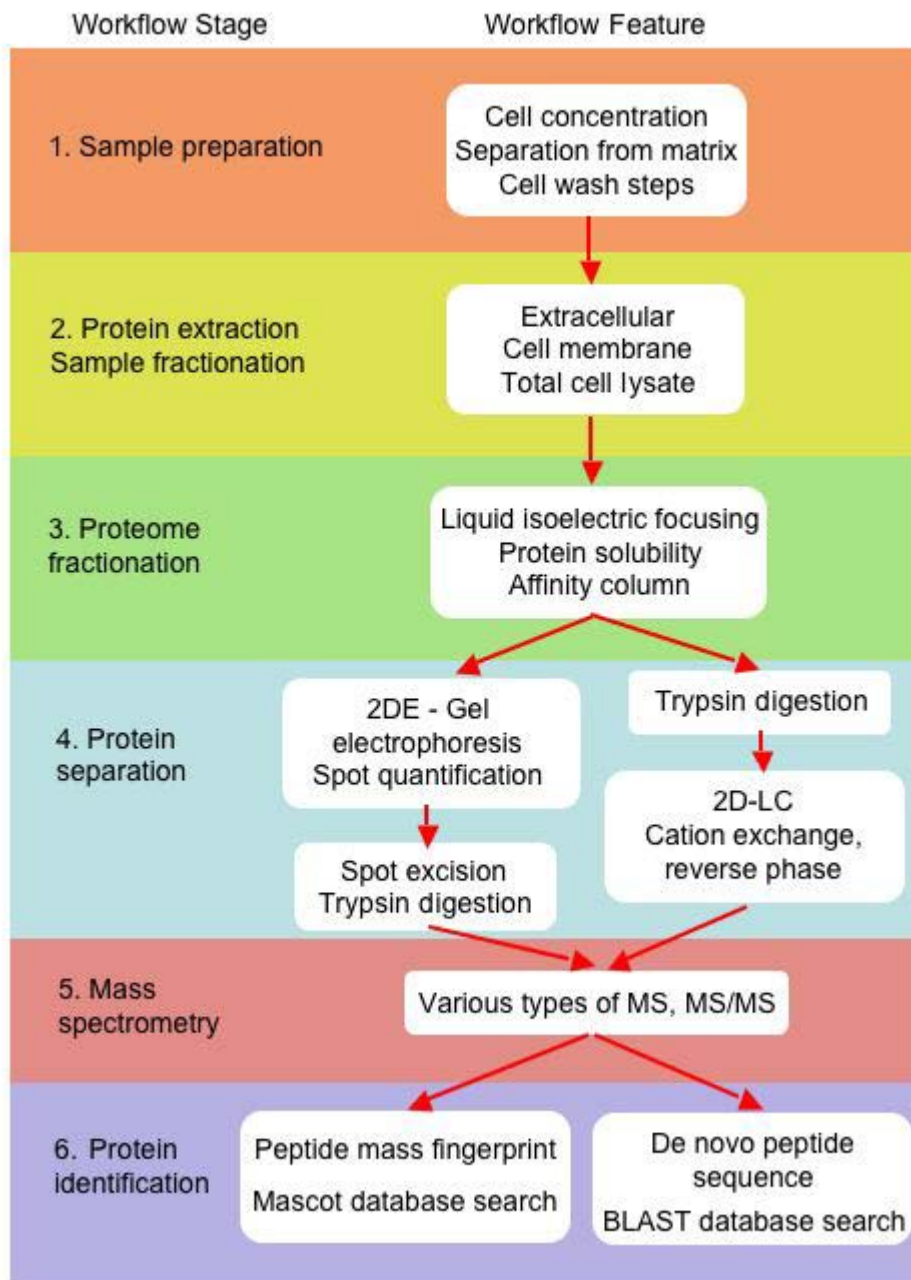 Workflow Stage
Workflow Feature
1. Sample preparation
Cell concentration
Separation from matrix
Cell wash steps
2. Protein extraction
Sample fractionation
Extracellular
Cell membrane
Total cell lysate
3. Proteome
fractionation
Liquid isoelectric focusing
Protein solubility
Affinity column
4. Protein
separation
2DE - Gel
electrophoresis
Spot quantification
Spot excision
Trypsin digestion
Trypsin digestion
2D-LC
Cation exchange,
reverse phase
5. Mass
spectrometry
Various types of MS, MS/MS
6. Protein
identification
Peptide mass fingerprint
Mascot database search
De novo peptide
sequence
BLAST database search